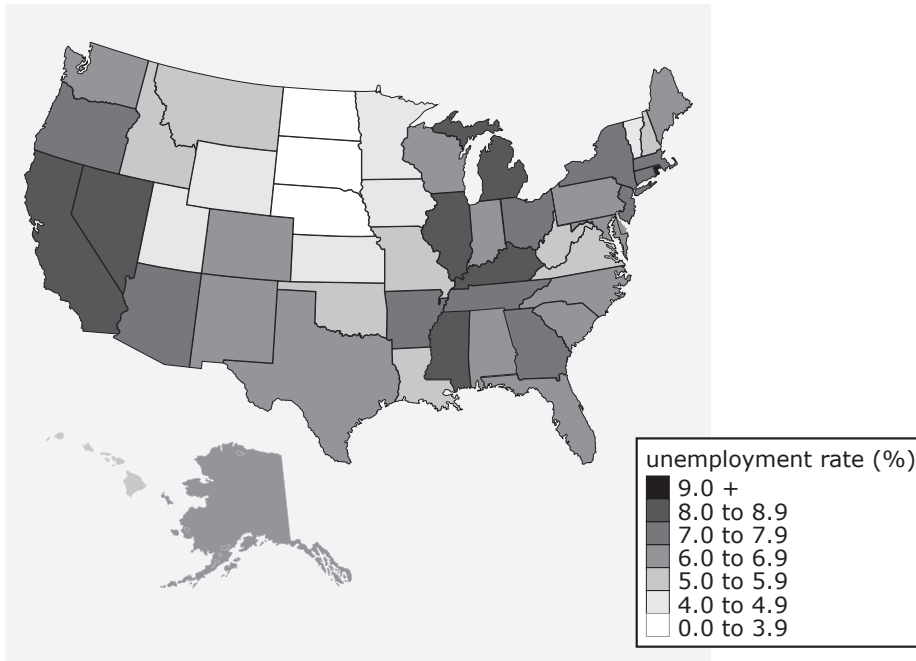 unemployment rate (%)
9.0 +
8.0 to 8.9
7.0 to 7.9
6.0 to 6.9
5.0 to 5.9
4.0 to 4.9
0.0 to 3.9